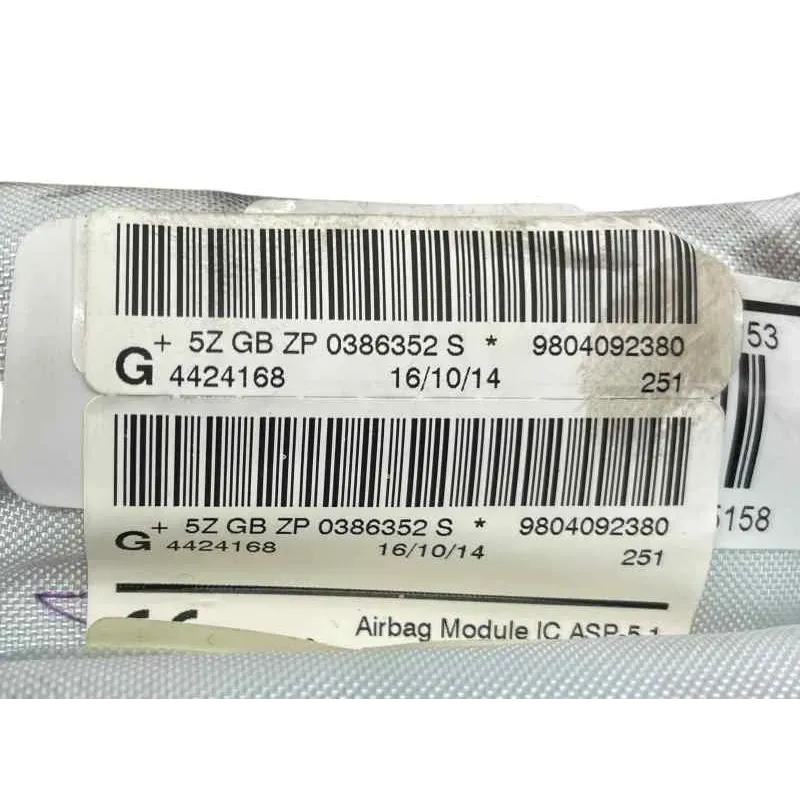 + 5Z GB ZP 0386352 S * 9804092380
G 4424168 16/10/14 251
53
+ 5Z GB ZP 0386352 S * 9804092380
G 4424168 16/10/14 251
5158
Airbag Module IC ASP-5.1